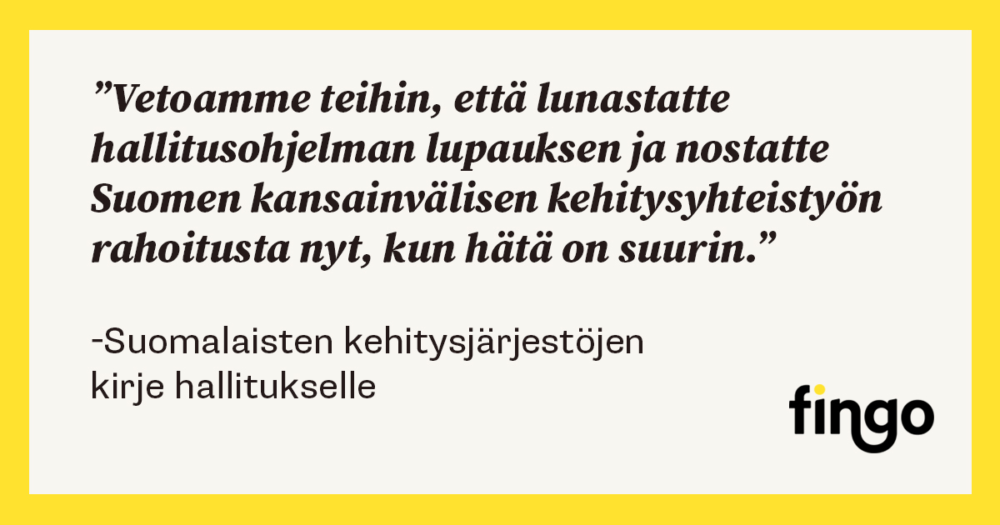 ”Vetoamme teihin, että lunastatte
hallitusohjelman lupauksen ja nostatte
Suomen kansainvälisen kehitysyhteistyön
rahoitusta nyt, kun hätä on suurin.”
-Suomalaisten kehitysjärjestöjen
kirje hallitukselle
fingo